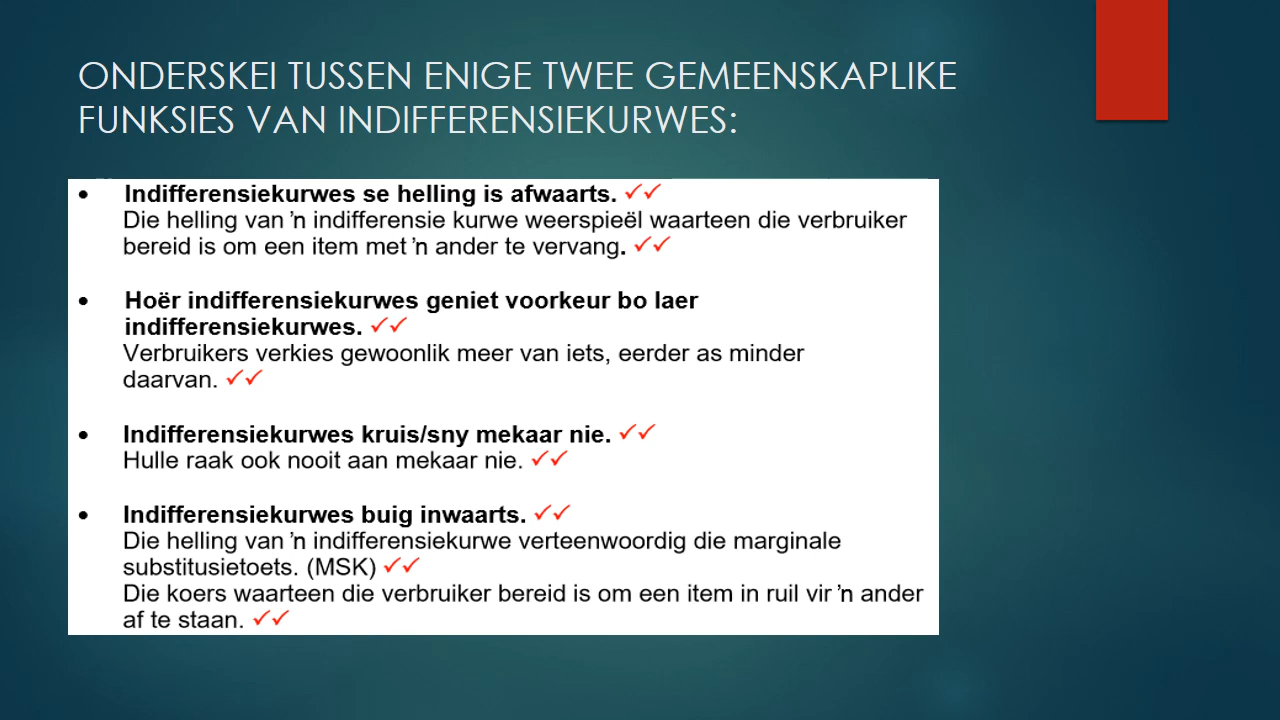 ONDERSKEI TUSSEN ENIGE TWEE GEMEENSKAPLIKE
FUNKSIES VAN INDIFFERENSIEKURWES:
• Indifferensiekurwes se helling is afwaarts. ✓✓
Die helling van 'n indifferensie kurwe weerspieël waarteen die verbruiker
bereid is om een item met 'n ander te vervang. ✓✓
• Hoër indifferensiekurwes geniet voorkeur bo laer
indifferensiekurwes. ✓✓
Verbruikers verkies gewoonlik meer van iets, eerder as minder
daarvan. ✓✓
• Indifferensiekurwes kruis/sny mekaar nie. ✓✓
Hulle raak ook nooit aan mekaar nie. ✓✓
• Indifferensiekurwes buig inwaarts. ✓✓
Die helling van 'n indifferensiekurwe verteenwoordig die marginale
substitusietoets. (MSK) ✓✓
Die koers waarteen die verbruiker bereid is om een item in ruil vir 'n ander
af te staan. ✓✓